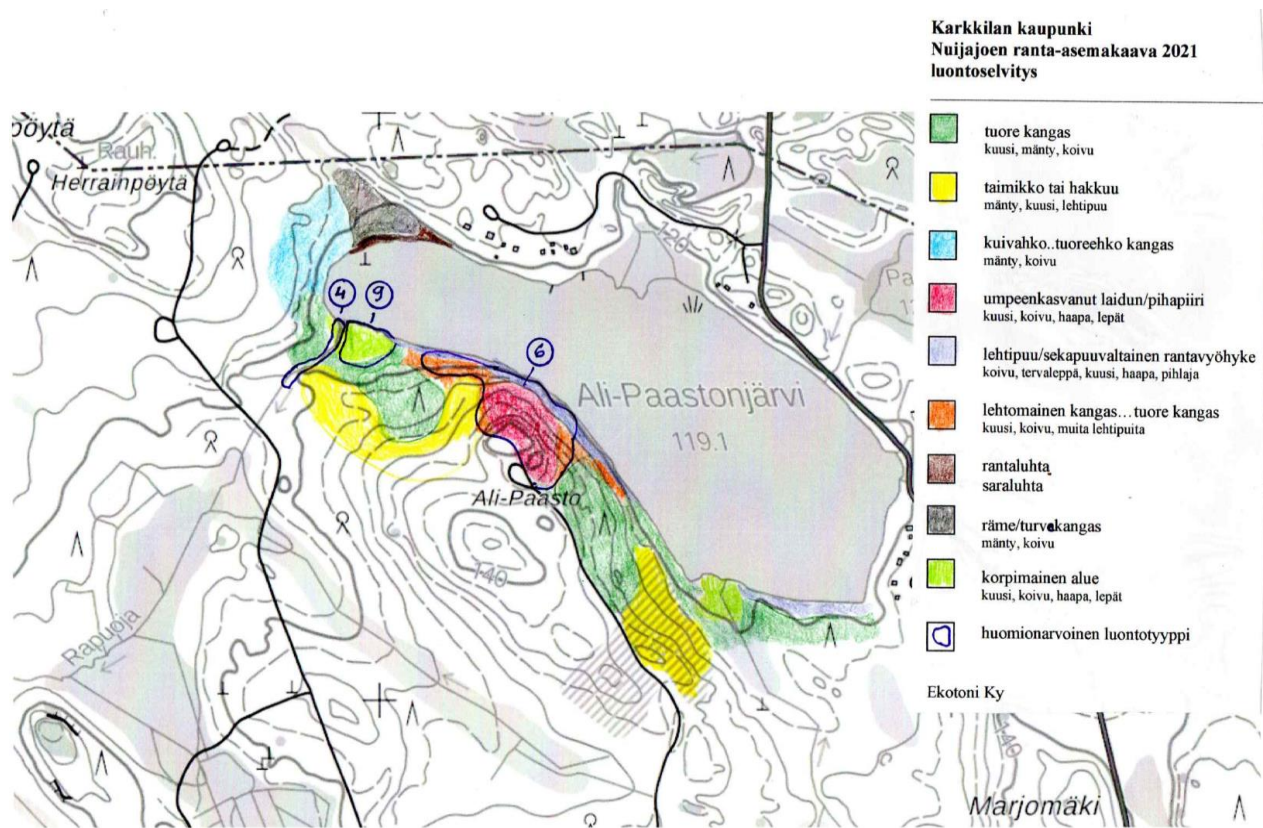 Karkkilan kaupunki
Nuijajoen ranta-asemakaava 2021
luontoselvitys
tuore kangas
kuusi, mänty, koivu
taimikko tai hakkuu
mänty, kuusi, lehtipuu
kuivahko..tuoreehko kangas
mänty, koivu
umpeenkasvanut laidun/pihapiiri
kuusi, koivu, haapa, lepät
lehtipuu/sekapuuvaltainen rantavyöhyke
koivu, tervaleppä, kuusi, haapa, pihlaja
lehtomainen kangas...tuore kangas
kuusi, koivu, muita lehtipuita
rantaluhta
saraluhta
räme/turvekangas
mänty, koivu
korpimainen alue
kuusi, koivu, haapa, lepät
huomionarvoinen luontotyyppi
Ekotoni Ky
pöytä
Rauh.
Herrainpöytä
120
Pa
4
9
6
Ali-Paastonjärvi
119.1
Ali-Paasto
140
Rapuoja
140
Marjomäki